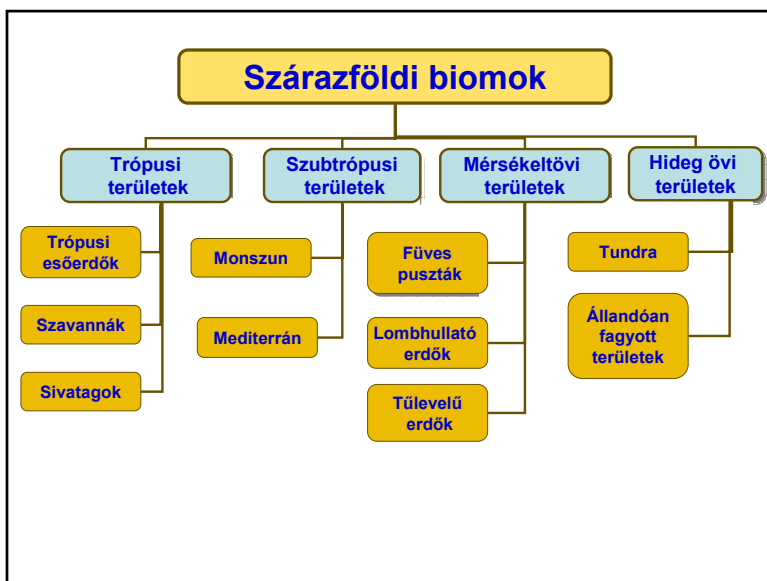 Szárazföldi biomok
Trópusi
területek
Szubtrópusi
területek
Mérsékeltövi
területek
Hideg övi
területek
Trópusi
esőerdők
Szavannák
Sivatagok
Monszun
Mediterrán
Füves
puszták
Lombhullató
erdők
Tűlevelű
erdők
Tundra
Állandóan
fagyott
területek